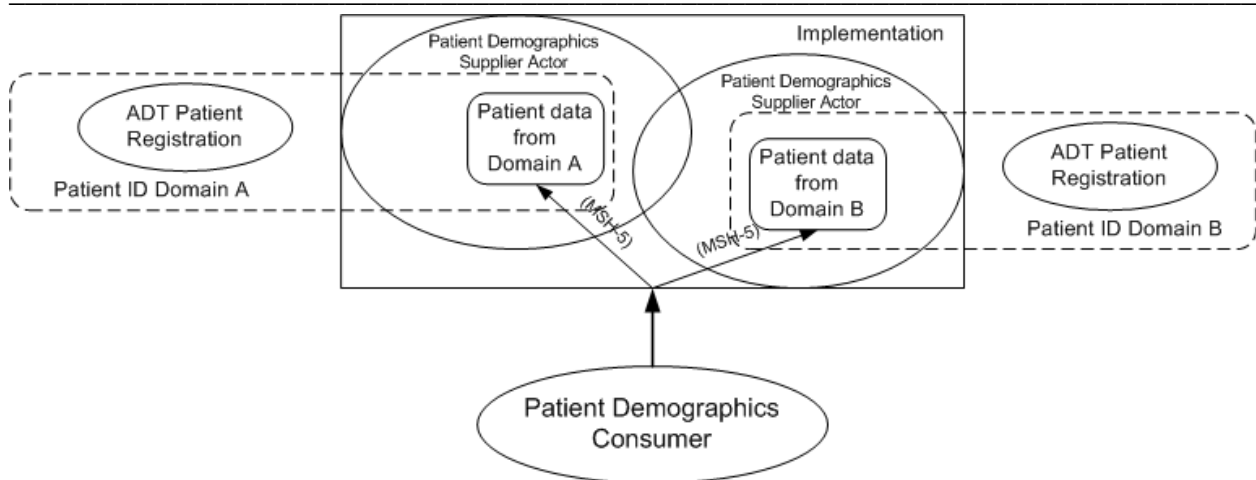 Implementation
Patient Demographics
Supplier Actor
Patient Demographics
Supplier Actor
ADT Patient
Registration
Patient ID Domain A
Patient data
from
Domain A
Patient data
from
Domain B
ADT Patient
Registration
Patient ID Domain B
(MSH-5)
(MSH-5)
Patient Demographics
Consumer